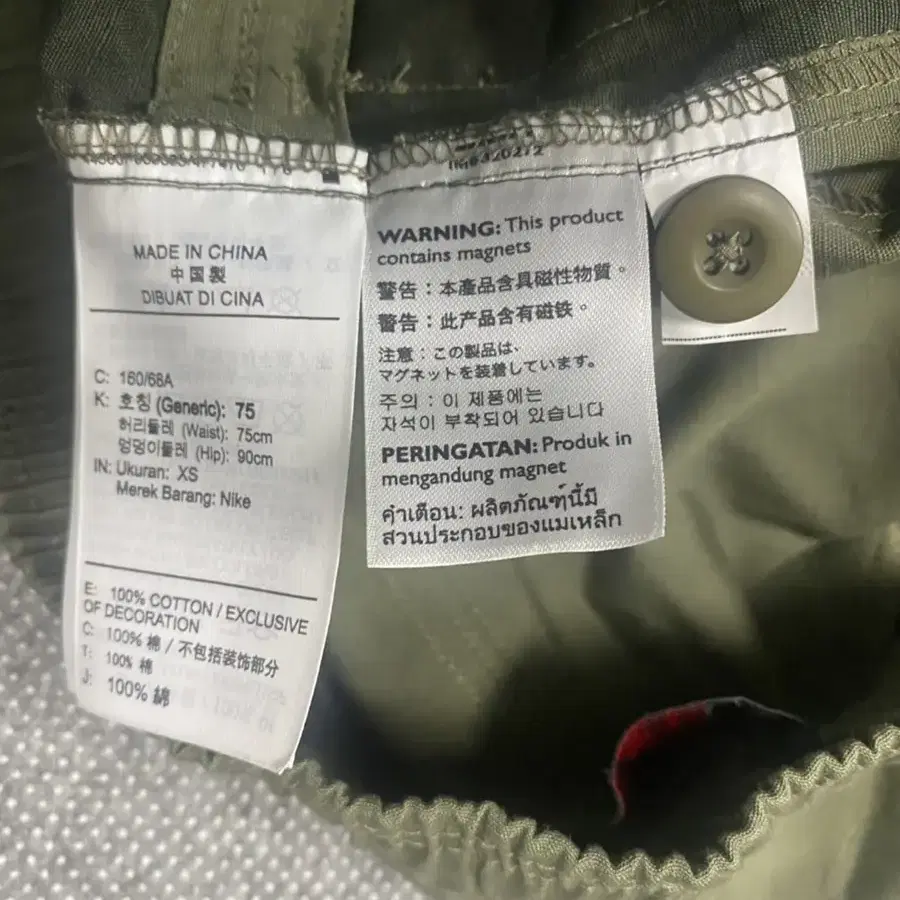 MADE IN CHINA
中国製
DIBUAT DI CINA
C: 160/68A
K: 호칭 (Generic): 75
허리둘레 (Waist): 75cm
엉덩이둘레 (Hip): 90cm
IN: Ukuran: XS
Merek Barang: Nike
E: 100% COTTON / EXCLUSIVE
OF DECORATION
C: 100% 棉 / 不包括装饰部分
T: 100% 棉
J: 100% 綿
WARNING: This product
contains magnets
警告：本產品含具磁性物質。
警告：此产品含有磁铁。
注意：この製品は、
マグネットを装着しています。
주의 : 이 제품에는
자석이 부착되어 있습니다
PERINGATAN: Produk in
mengandung magnet
คำเตือน: ผลิตภัณฑ์นี้มี
ส่วนประกอบของแม่เหล็ก